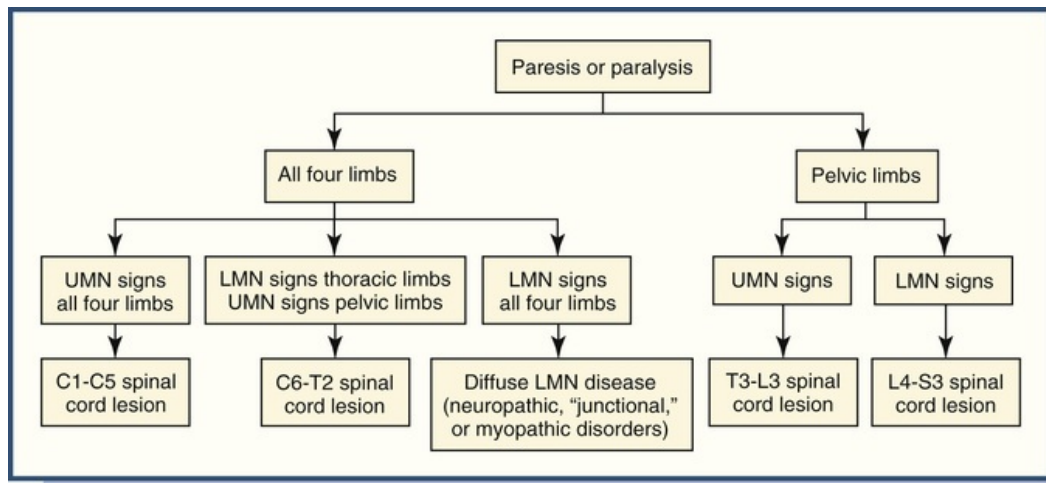 Paresis or paralysis
All four limbs
Pelvic limbs
UMN signs
all four limbs
LMN signs thoracic limbs
UMN signs pelvic limbs
LMN signs
all four limbs
UMN signs
LMN signs
C1-C5 spinal
cord lesion
C6-T2 spinal
cord lesion
Diffuse LMN disease
(neuropathic, “junctional,”
or myopathic disorders)
T3-L3 spinal
cord lesion
L4-S3 spinal
cord lesion